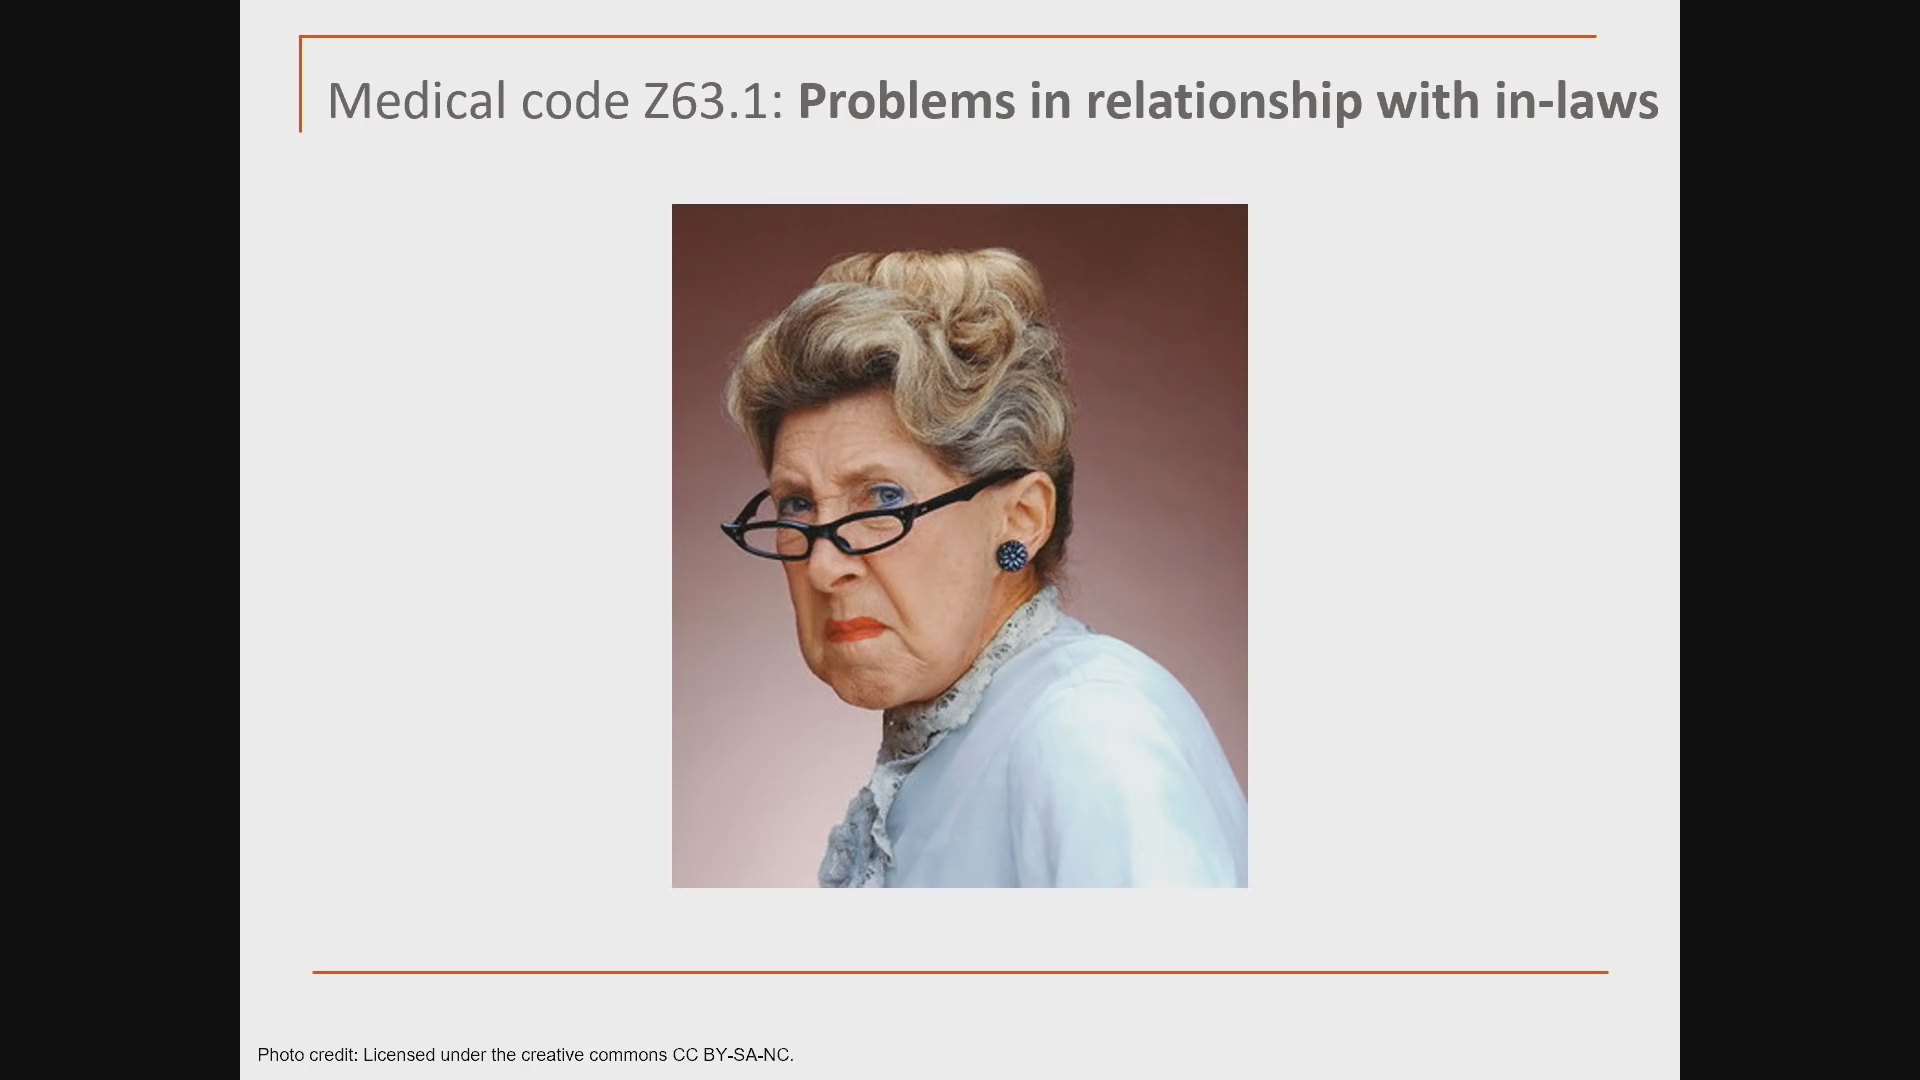 Medical code Z63.1: Problems in relationship with in-laws
Photo credit: Licensed under the creative commons CC BY-SA-NC.